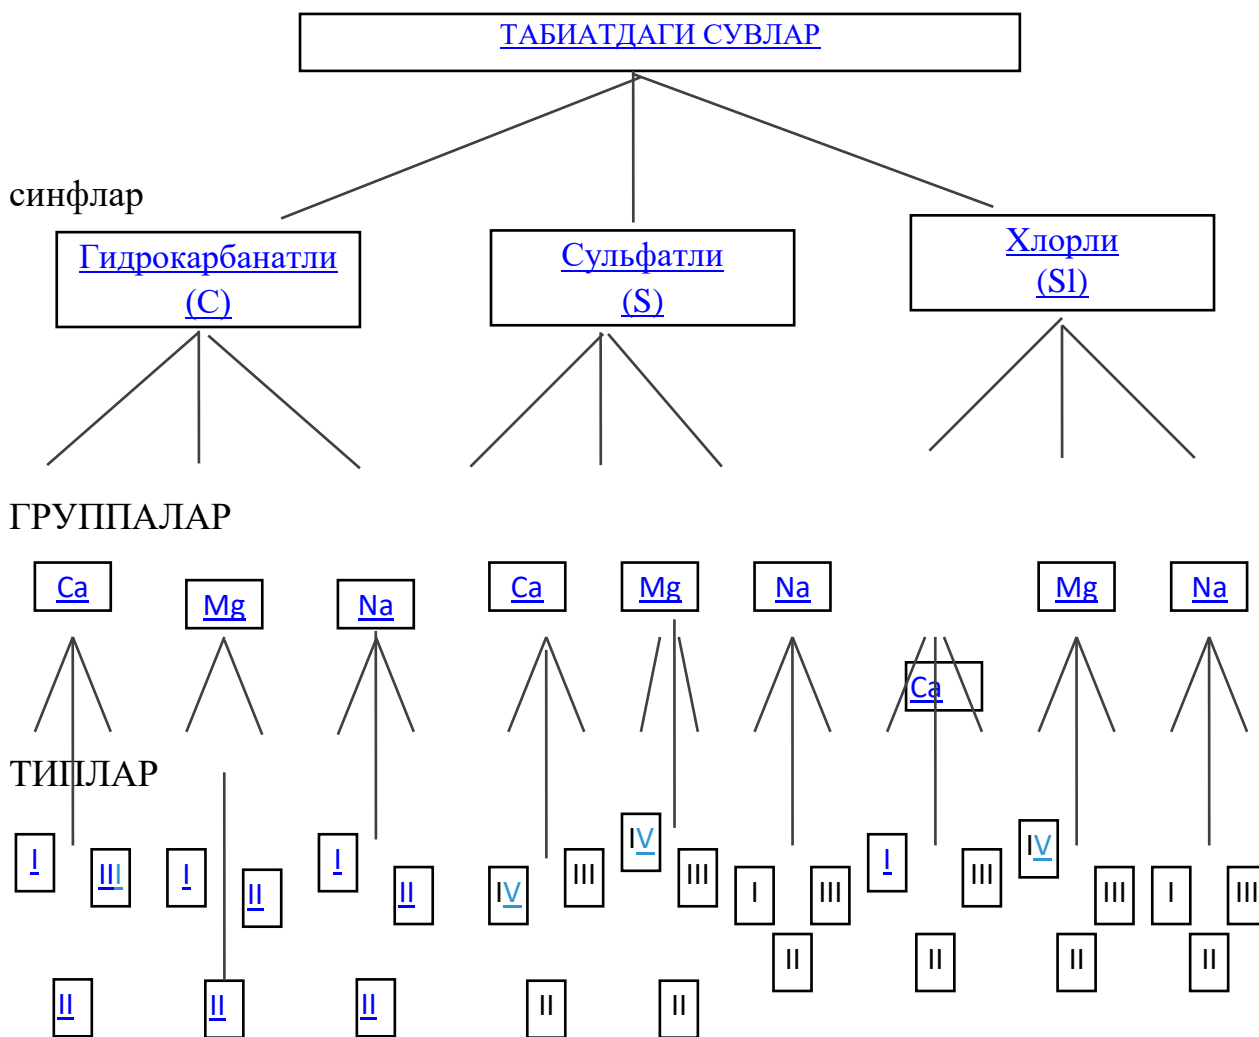 ТАБИАТДАГИ СУВЛАР
синфлар
Гидрокарбанатли
(C)
Сульфатли
(S)
Хлорли
(Sl)
ГРУППАЛАР
Ca
Mg
Na
Ca
Mg
Na
Ca
Mg
Na
ТИПЛАР
I
III
II
I
II
II
I
II
II
IV
III
II
IV
III
II
I
III
II
I
III
II
IV
III
II
I
III
II